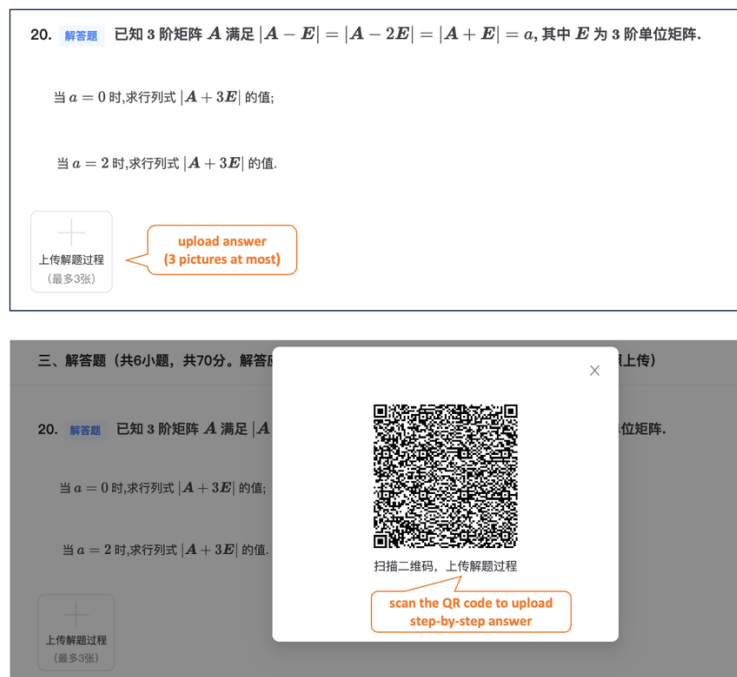 20. 解答题 已知 3 阶矩阵 A 满足 |A − E| = |A − 2E| = |A + E| = a, 其中 E 为 3 阶单位矩阵.
当 a = 0 时,求行列式 |A + 3E| 的值;
当 a = 2 时,求行列式 |A + 3E| 的值.
上传解题过程
(最多3张)
upload answer
(3 pictures at most)
三、解答题（共6小题，共70分。解答
上传）
20. 解答题 已知 3 阶矩阵 A 满足 |A
位矩阵.
当 a = 0 时,求行列式 |A + 3E| 的值;
当 a = 2 时,求行列式 |A + 3E| 的值.
扫描二维码，上传解题过程
scan the QR code to upload
step-by-step answer
上传解题过程
(最多3张)